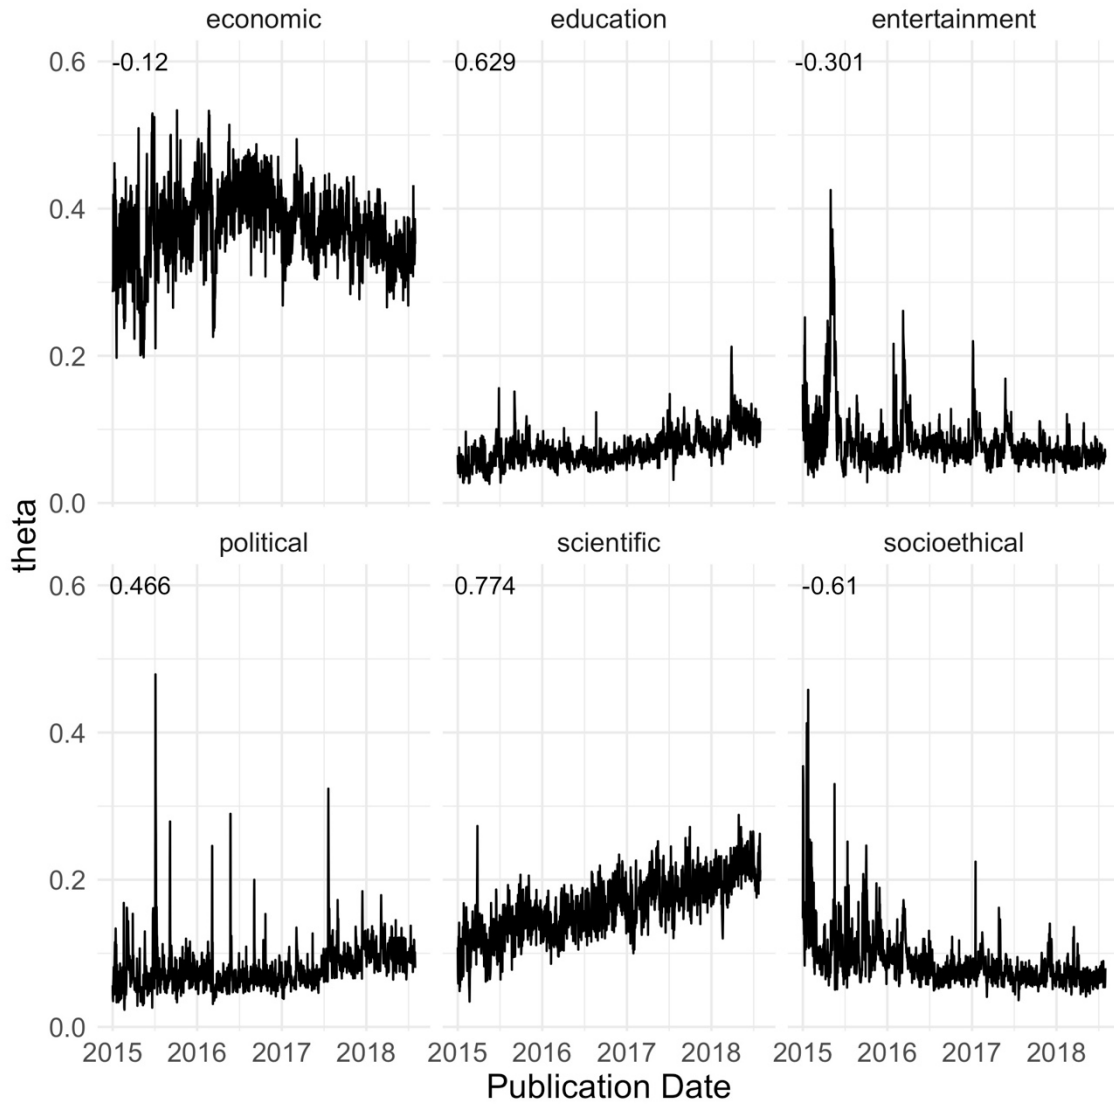 economic education entertainment
0.6 -0.12 0.629 -0.301
0.4
0.2
0.0
theta
political scientific socioethical
0.6 0.466 0.774 -0.61
0.4
0.2
0.0
2015 2016 2017 2018 2015 2016 2017 2018 2015 2016 2017 2018
Publication Date